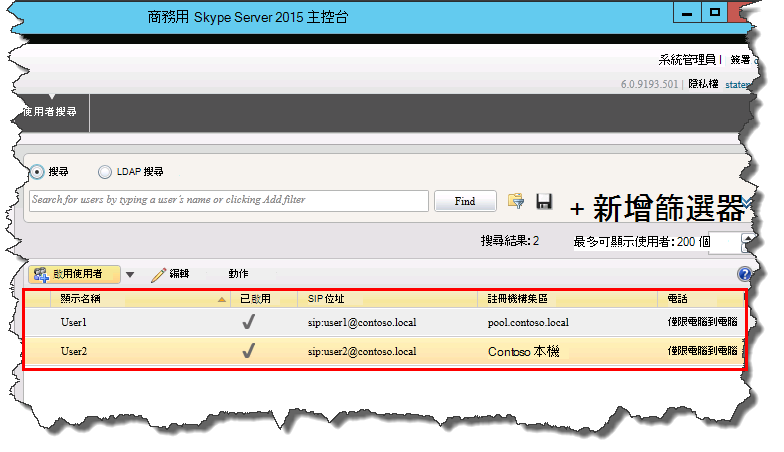 商務用 Skype Server 2015 主控台
系統管理員 | 簽署
6.0.9193.501 | 隱私權
使用者搜尋
搜尋 LDAP 搜尋
Search for users by typing a user's name or clicking Add filter Find + 新增篩選器
搜尋結果: 2 最多可顯示使用者: 200 個
啟用使用者 編輯 動作
顯示名稱 已啟用 SIP 位址 註冊機構集區 電話
User1 sip:user1@contoso.local pool.contoso.local 僅限電腦到電腦
User2 sip:user2@contoso.local Contoso 本機 僅限電腦到電腦